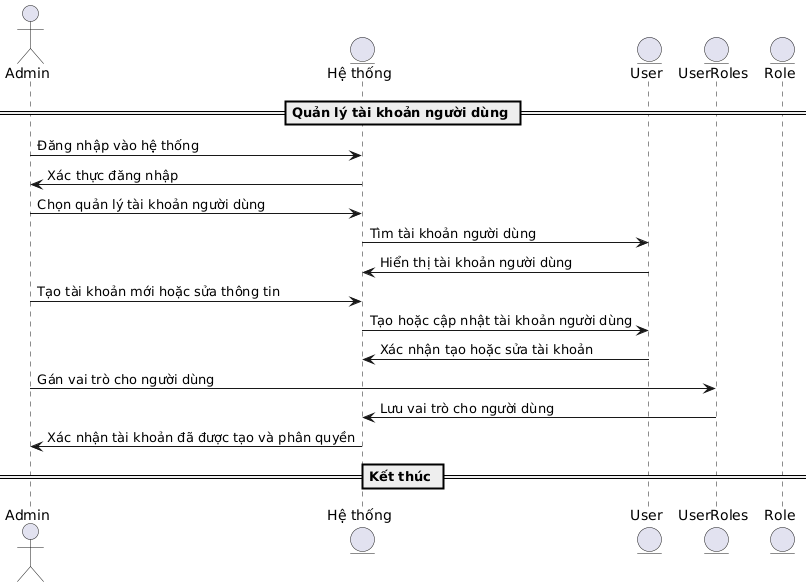 Admin
Hệ thống
User
UserRoles
Role
Quản lý tài khoản người dùng
Đăng nhập vào hệ thống
Xác thực đăng nhập
Chọn quản lý tài khoản người dùng
Tìm tài khoản người dùng
Hiển thị tài khoản người dùng
Tạo tài khoản mới hoặc sửa thông tin
Tạo hoặc cập nhật tài khoản người dùng
Xác nhận tạo hoặc sửa tài khoản
Gán vai trò cho người dùng
Lưu vai trò cho người dùng
Xác nhận tài khoản đã được tạo và phân quyền
Kết thúc
Admin
Hệ thống
User
UserRoles
Role